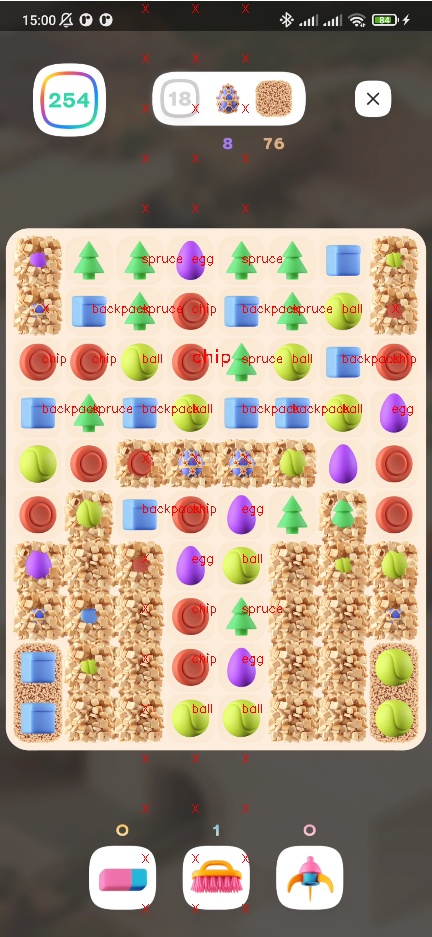 15:00 84
x x x
x x x
254 18 x x
8 76
x x x
x x x
spruce egg spruce
x backpack spruce chip backpack spruce ball x
chip chip ball chip spruce ball backpack chip
backpack spruce backpack ball backpack backpack ball egg
x x x
backpack chip egg
x egg ball
x chip spruce
x chip egg
x ball ball
x x x
x x x
0 1 0
x x x
x x x